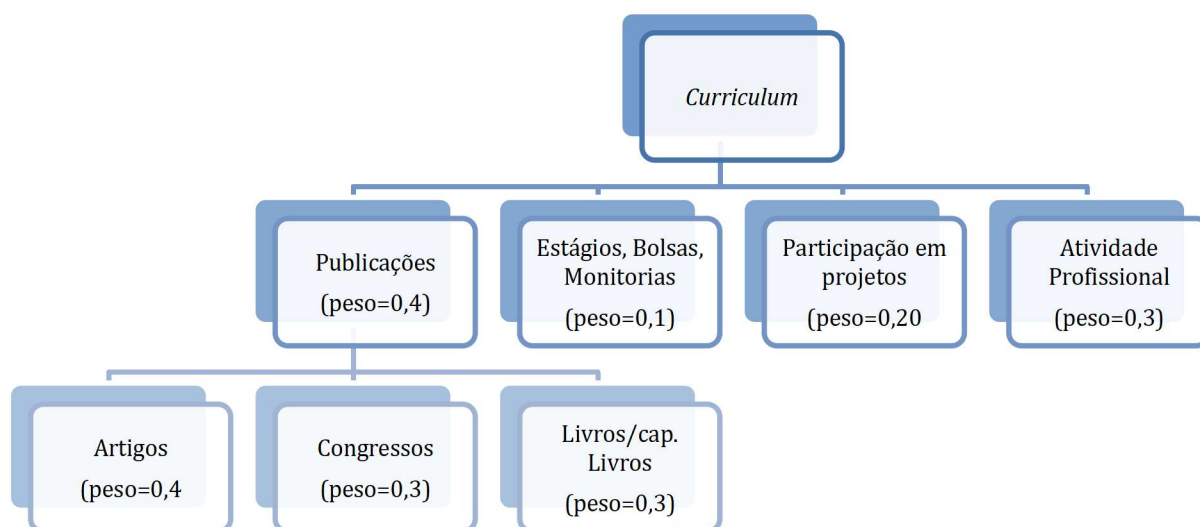 Curriculum
Publicações
(peso=0,4)
Estágios, Bolsas,
Monitorias
(peso=0,1)
Participação em
projetos
(peso=0,20
Atividade
Profissional
(peso=0,3)
Artigos
(peso=0,4
Congressos
(peso=0,3)
Livros/cap.
Livros
(peso=0,3)